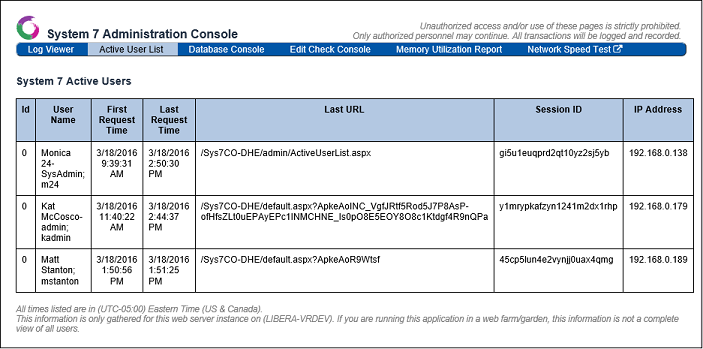 System 7 Administration Console
Unauthorized access and/or use of these pages is strictly prohibited.
Only authorized personnel may continue. All transactions will be logged and recorded.
Log Viewer Active User List Database Console Edit Check Console Memory Utilization Report Network Speed Test
System 7 Active Users
Id User Name First Request Time Last Request Time Last URL Session ID IP Address
0 Monica 24-SysAdmin; m24 3/18/2016 9:39:31 AM 3/18/2016 2:50:30 PM /Sys7CO-DHE/admin/ActiveUserList.aspx gi5u1euqprd2qt10yz2sj5yb 192.168.0.138
0 Kat McCosco-admin; kadmin 3/18/2016 11:40:22 AM 3/18/2016 2:44:37 PM /Sys7CO-DHE/default.aspx?ApkeAoINC_VgfJRtf5Rod5J7P8AsP-ofHfsZLt0uEPAyEPc1INMCHNE_Is0pO8E5EOY8O8c1Ktdgf4R9nQPa y1mrypkafzyn1241m2dx1rhp 192.168.0.179
0 Matt Stanton; mstanton 3/18/2016 1:50:56 PM 3/18/2016 1:51:25 PM /Sys7CO-DHE/default.aspx?ApkeAoR9Wtsf 45cp5lun4e2vynjj0uax4qmg 192.168.0.189
All times listed are in (UTC-05:00) Eastern Time (US & Canada).
This information is only gathered for this web server instance on (LIBERA-VRDEV). If you are running this application in a web farm/garden, this information is not a complete
view of all users.